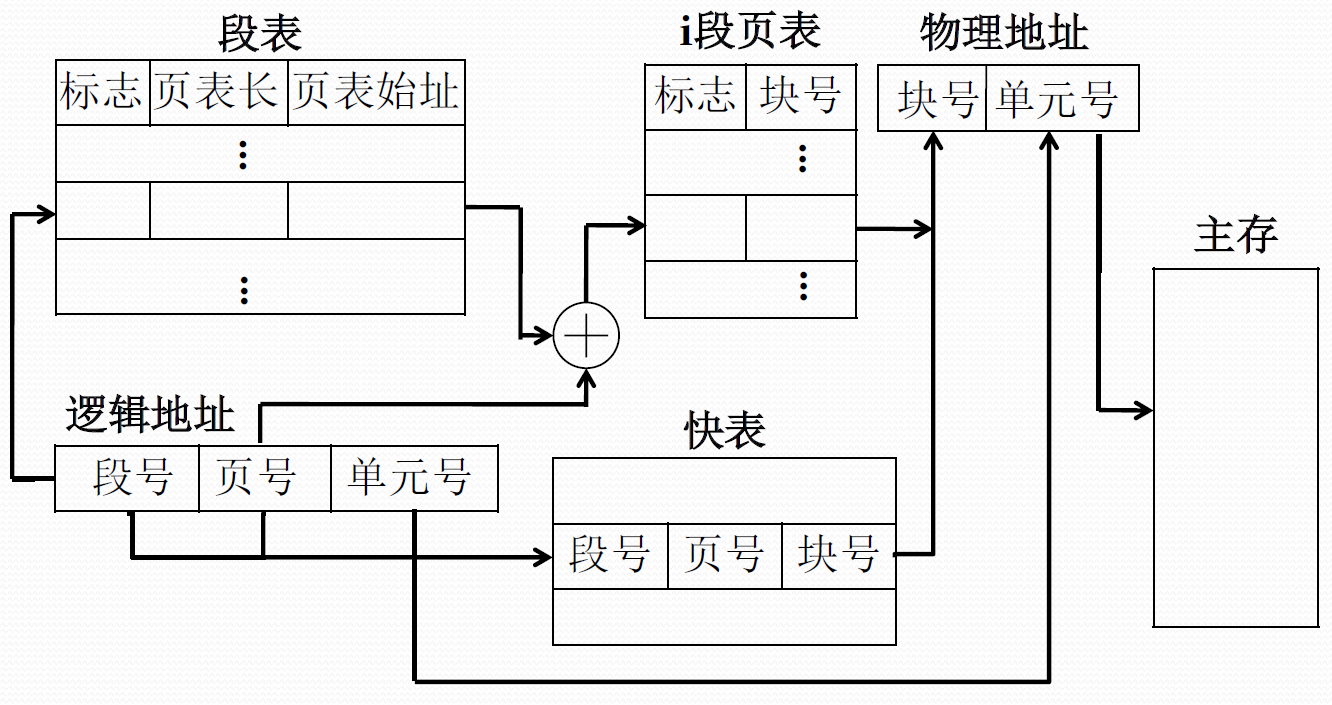 段表
i段页表
物理地址
标志 页表长 页表始址
标志 块号
块号 单元号
⋮
⋮
主存
⋮
⋮
逻辑地址
快表
段号 页号 单元号
段号 页号 块号